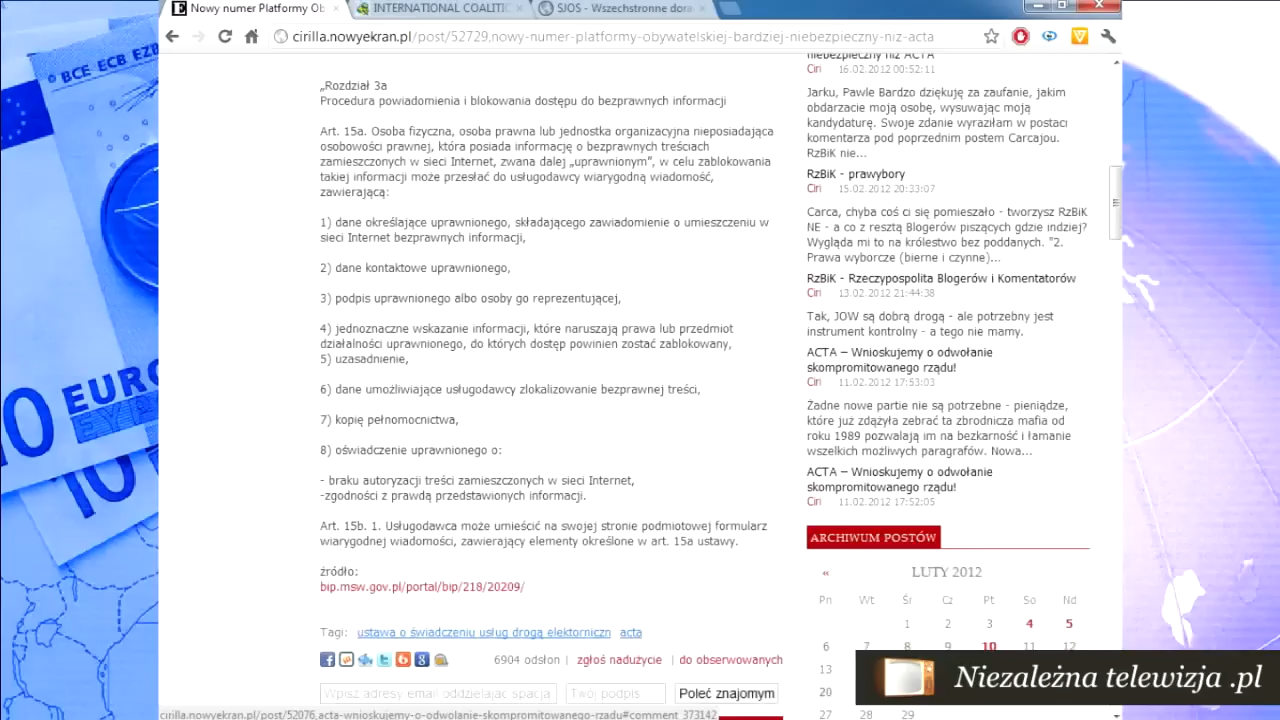 Nowy numer Platformy Ob
INTERNATIONAL COALITIC
SJOS - Wszechstronne dora
cirilla.nowyekran.pl/post/52729,nowy-numer-platformy-obywatelskiej-bardziej-niebezpieczny-niz-acta
BCE ECB EZB
EURO
10
10
„Rozdział 3a
Procedura powiadomienia i blokowania dostępu do bezprawnych informacji
Art. 15a. Osoba fizyczna, osoba prawna lub jednostka organizacyjna nieposiadająca
osobowości prawnej, która posiada informację o bezprawnych treściach
zamieszczonych w sieci Internet, zwana dalej „uprawnionym”, w celu zablokowania
takiej informacji może przesłać do usługodawcy wiarygodną wiadomość,
zawierającą:
1) dane określające uprawnionego, składającego zawiadomienie o umieszczeniu w
sieci Internet bezprawnych informacji,
2) dane kontaktowe uprawnionego,
3) podpis uprawnionego albo osoby go reprezentującej,
4) jednoznaczne wskazanie informacji, które naruszają prawa lub przedmiot
działalności uprawnionego, do których dostęp powinien zostać zablokowany,
5) uzasadnienie,
6) dane umożliwiające usługodawcy zlokalizowanie bezprawnej treści,
7) kopię pełnomocnictwa,
8) oświadczenie uprawnionego o:
- braku autoryzacji treści zamieszczonych w sieci Internet,
-zgodności z prawdą przedstawionych informacji.
Art. 15b. 1. Usługodawca może umieścić na swojej stronie podmiotowej formularz
wiarygodnej wiadomości, zawierający elementy określone w art. 15a ustawy.
źródło:
bip.msw.gov.pl/portal/bip/218/20209/
Tagi: ustawa o świadczeniu usług drogą elektorniczn acta
6904 odsłon | zgłoś nadużycie | do obserwowanych
Wpisz adresy email oddzielając spacją Twój podpis Poleć znajomym
cirilla.nowyekran.pl/post/52076,acta-wnioskujemy-o-odwolanie-skompromitowanego-rzadu#comment_373142
niebezpieczny niż ACTA
Ciri 16.02.2012 00:52:11
Jarku, Pawle Bardzo dziękuję za zaufanie, jakim
obdarzacie moją osobę, wysuwając moją
kandydaturę. Swoje zdanie wyraziłam w postaci
komentarza pod poprzednim postem Carcajou.
RzBiK nie...
RzBiK - prawybory
Ciri 15.02.2012 20:33:07
Carca, chyba coś ci się pomieszało - tworzysz RzBiK
NE - a co z resztą Blogerów piszących gdzie indziej?
Wygląda mi to na królestwo bez poddanych. "2.
Prawa wyborcze (bierne i czynne)...
RzBiK - Rzeczypospolita Blogerów i Komentatorów
Ciri 13.02.2012 21:44:38
Tak, JOW są dobrą drogą - ale potrzebny jest
instrument kontrolny - a tego nie mamy.
ACTA – Wnioskujemy o odwołanie
skompromitowanego rządu!
Ciri 11.02.2012 17:53:03
Żadne nowe partie nie są potrzebne - pieniądze,
które już zdążyła zebrać ta zbrodnicza mafia od
roku 1989 pozwalają im na bezkarność i łamanie
wszelkich możliwych paragrafów. Nowa...
ACTA – Wnioskujemy o odwołanie
skompromitowanego rządu!
Ciri 11.02.2012 17:52:05
ARCHIWUM POSTÓW
« LUTY 2012
Pn Wt Śr Cz Pt So Nd
1 2 3 4 5
6 7 8 9 10 11 12
13
20
27 28 29
Niezależna telewizja .pl